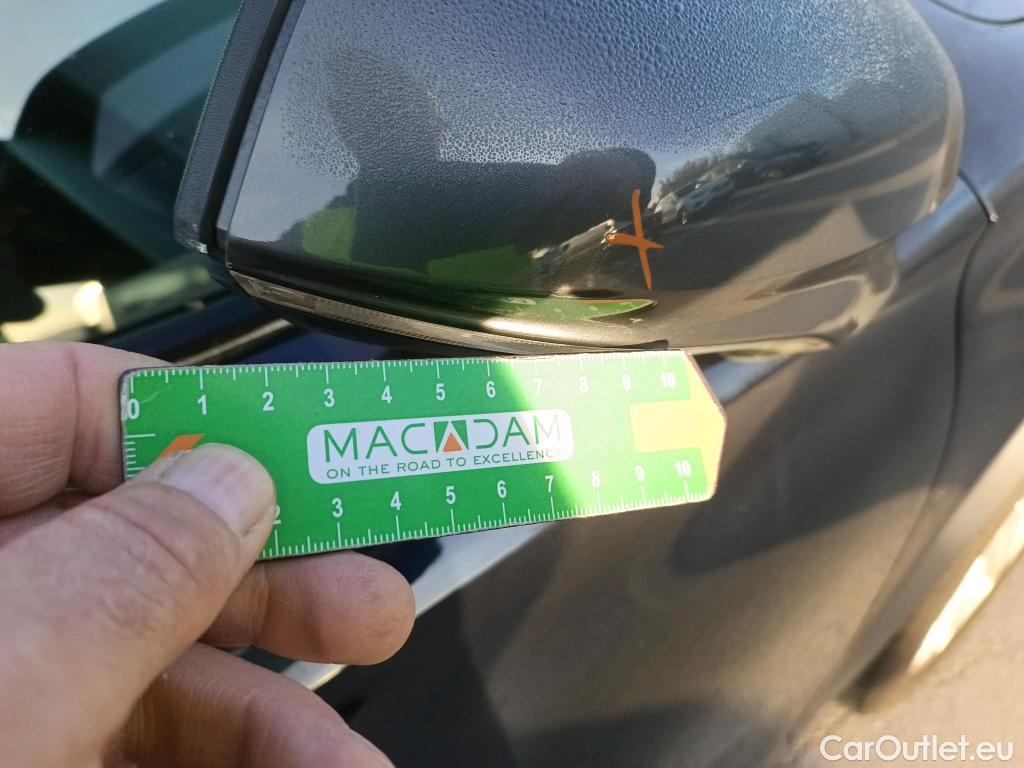 0 1 2 3 4 5 6 7 8 9 10
MACADAM
ON THE ROAD TO EXCELLENCE
2 3 4 5 6 7 8 9 10
CarOutlet.eu